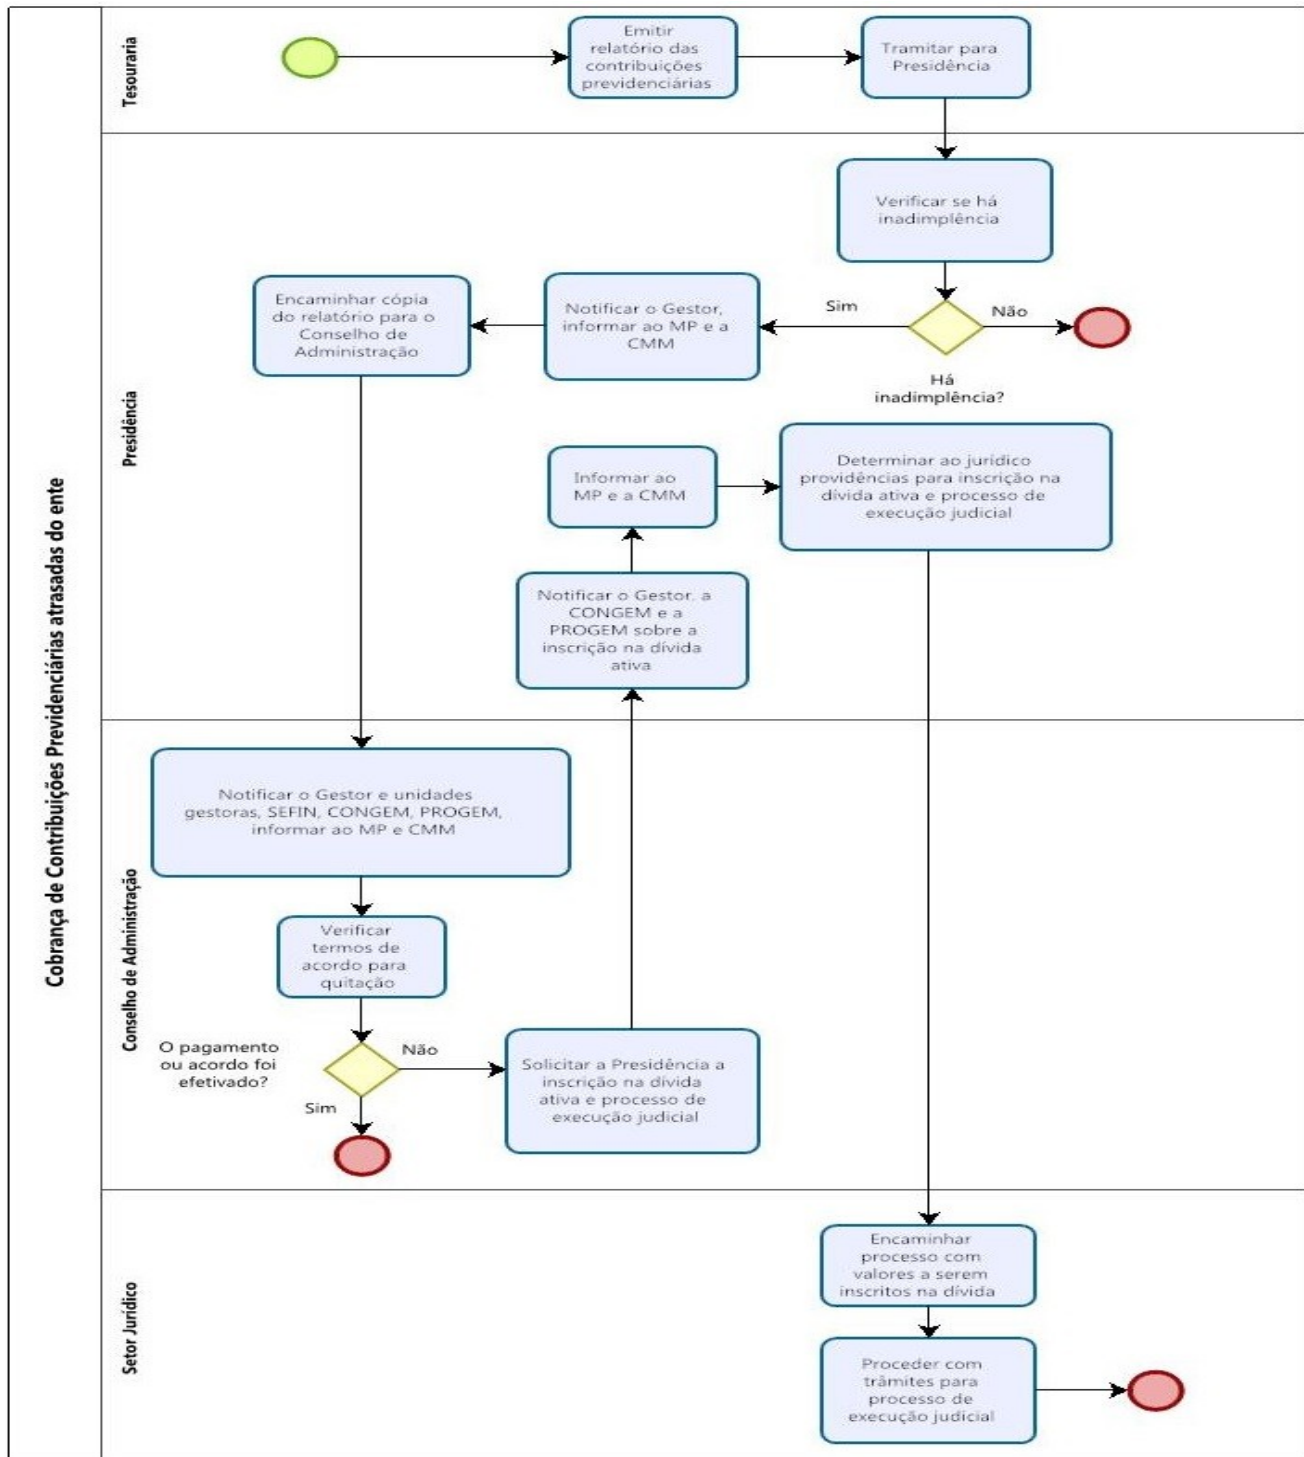 Cobrança de Contribuições Previdenciárias atrasadas do ente
Tesouraria
Emitir
relatório das
contribuições
previdenciárias
Tramitar para
Presidência
Presidência
Verificar se há
inadimplência
Há
inadimplência?
Não
Sim
Notificar o Gestor,
informar ao MP e a
CMM
Encaminhar cópia
do relatório para o
Conselho de
Administração
Informar ao
MP e a CMM
Determinar ao jurídico
providências para inscrição na
dívida ativa e processo de
execução judicial
Notificar o Gestor. a
CONGEM e a
PROGEM sobre a
inscrição na dívida
ativa
Conselho de Administração
Notificar o Gestor e unidades
gestoras, SEFIN, CONGEM, PROGEM,
informar ao MP e CMM
Verificar
termos de
acordo para
quitação
O pagamento
ou acordo foi
efetivado?
Não
Sim
Solicitar a Presidência a
inscrição na dívida
ativa e processo de
execução judicial
Setor Jurídico
Encaminhar
processo com
valores a serem
inscritos na dívida
Proceder com
trâmites para
processo de
execução judicial